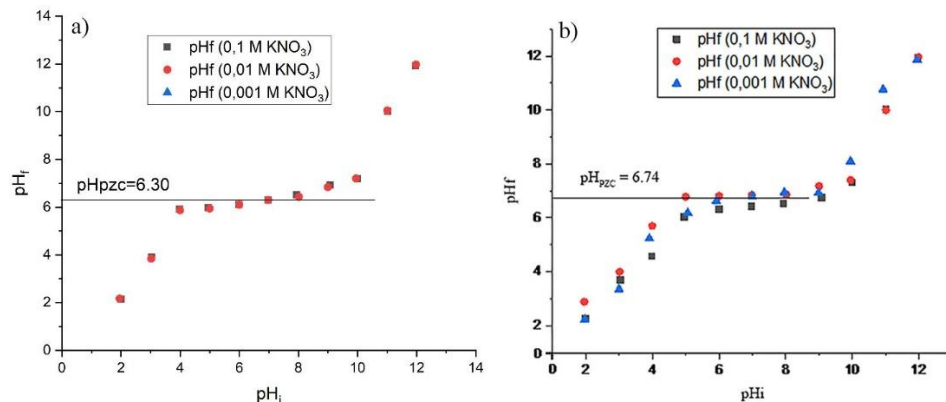 a)
pHf (0,1 M KNO₃)
pHf (0,01 M KNO₃)
pHf (0,001 M KNO₃)
pHpzc=6.30
pH_f
14
12
10
8
6
4
2
0
0 2 4 6 8 10 12 14
pH_i
b)
pHf (0,1 M KNO₃)
pHf (0,01 M KNO₃)
pHf (0,001 M KNO₃)
pH_PZC = 6.74
pHf
12
10
8
6
4
2
0
0 2 4 6 8 10 12
pHi